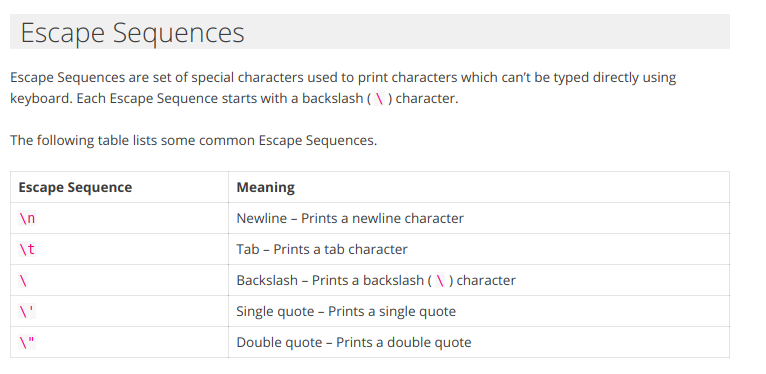 Escape Sequences
Escape Sequences are set of special characters used to print characters which can’t be typed directly using
keyboard. Each Escape Sequence starts with a backslash ( \ ) character.
The following table lists some common Escape Sequences.
Escape Sequence Meaning
\n Newline – Prints a newline character
\t Tab – Prints a tab character
\ Backslash – Prints a backslash ( \ ) character
\' Single quote – Prints a single quote
\" Double quote – Prints a double quote